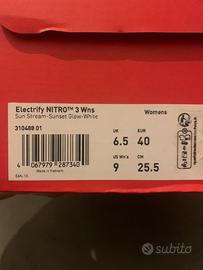 Electrify NITRO™ 3 Wns
Sun Stream-Sunset Glow-White
310488 01
Womens
UK
EUR
6.5
40
US Wn's
CM
9
25.5
4 067979 287340
Made in Vietnam
subito